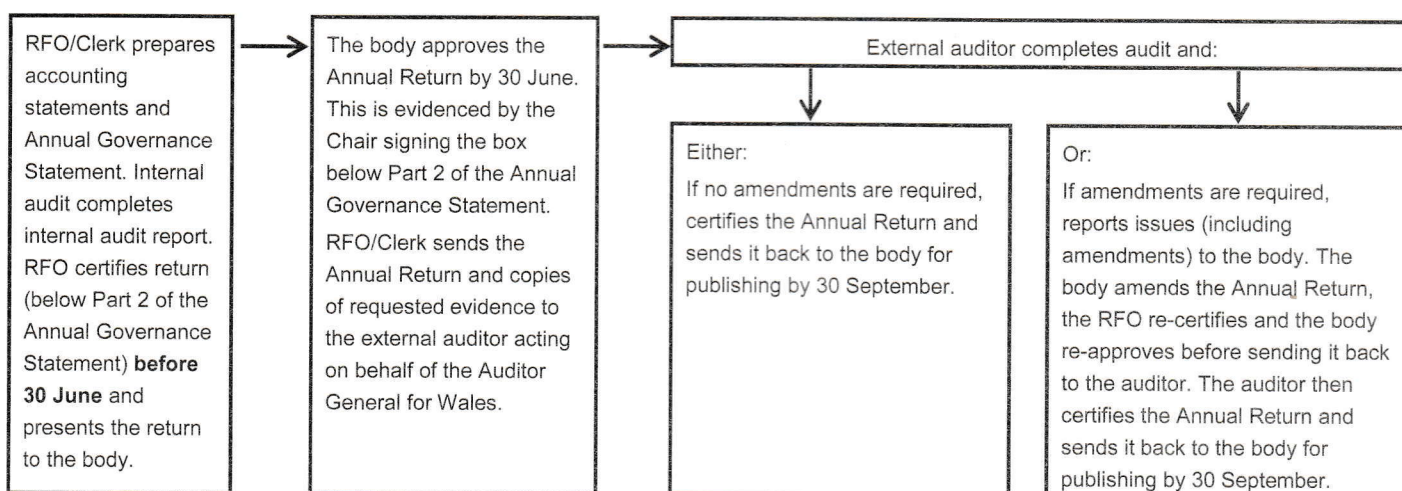 RFO/Clerk prepares
accounting
statements and
Annual Governance
Statement. Internal
audit completes
internal audit report.
RFO certifies return
(below Part 2 of the
Annual Governance
Statement) before
30 June and
presents the return
to the body.
The body approves the
Annual Return by 30 June.
This is evidenced by the
Chair signing the box
below Part 2 of the Annual
Governance Statement.
RFO/Clerk sends the
Annual Return and copies
of requested evidence to
the external auditor acting
on behalf of the Auditor
General for Wales.
External auditor completes audit and:
Either:
If no amendments are required,
certifies the Annual Return and
sends it back to the body for
publishing by 30 September.
Or:
If amendments are required,
reports issues (including
amendments) to the body. The
body amends the Annual Return,
the RFO re-certifies and the body
re-approves before sending it back
to the auditor. The auditor then
certifies the Annual Return and
sends it back to the body for
publishing by 30 September.